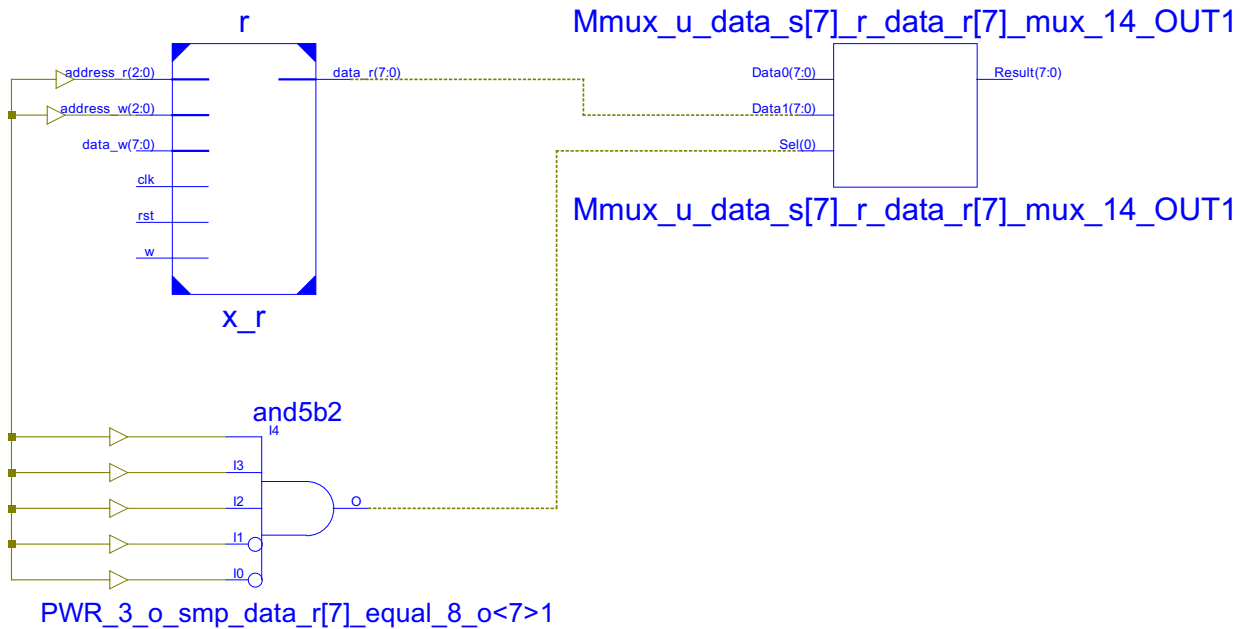 r
Mmux_u_data_s[7]_r_data_r[7]_mux_14_OUT1
address_r(2:0)
data_r(7:0)
Data0(7:0)
Result(7:0)
address_w(2:0)
Data1(7:0)
data_w(7:0)
Sel(0)
clk
rst
Mmux_u_data_s[7]_r_data_r[7]_mux_14_OUT1
w
x_r
and5b2
I4
I3
I2
O
I1
I0
PWR_3_o_smp_data_r[7]_equal_8_o<7>1